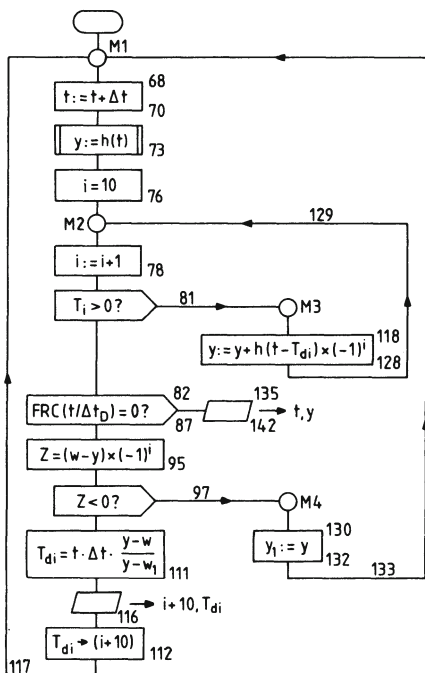 M1
68
t:=t+Δt
70
y:=h(t)
73
i=10
76
M2
129
i:=i+1
78
T_i>0?
81
M3
118
y:=y+h(t-T_di)×(-1)^i
128
82
135
FRC(t/Δt_D)=0?
→ t,y
87
142
Z=(w-y)×(-1)^i
95
97
Z<0?
M4
130
T_di=t·Δt· y-w / y-w_1
y_1:=y
132
111
133
→ i+10,T_di
116
T_di→(i+10)
112
117